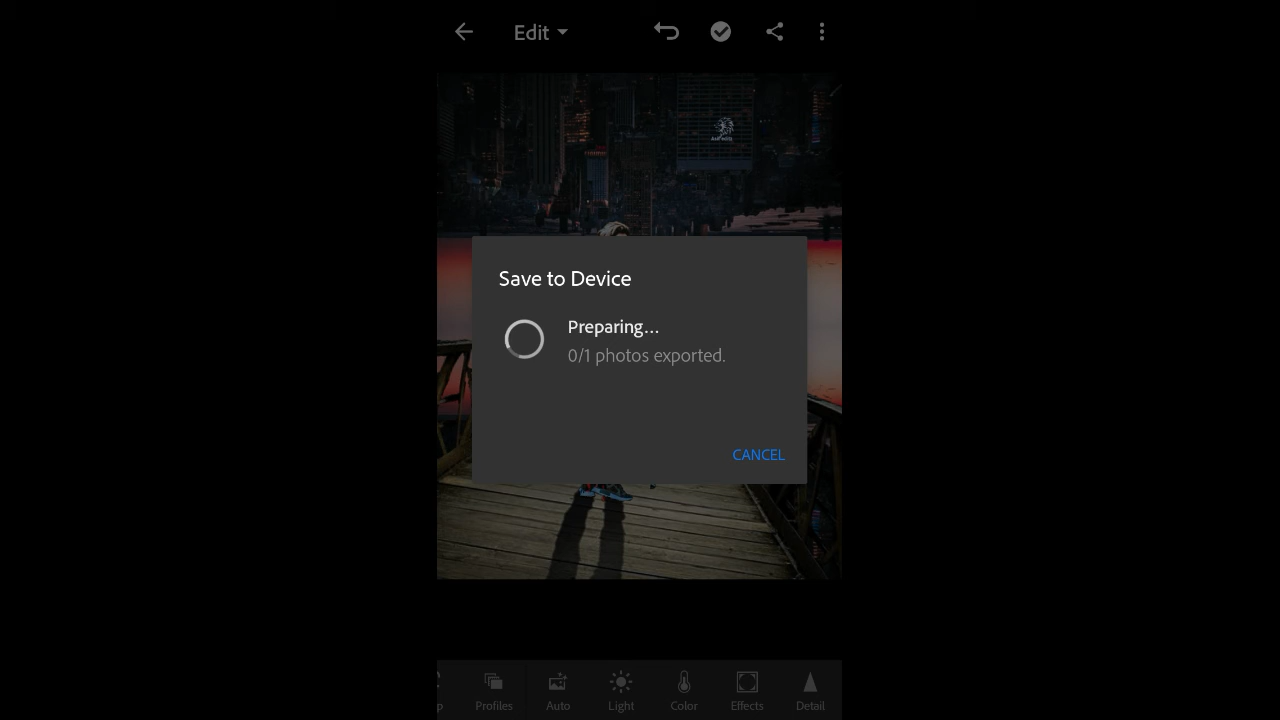 Edit
Save to Device
Preparing...
0/1 photos exported.
CANCEL
p
Profiles
Auto
Light
Color
Effects
Detail